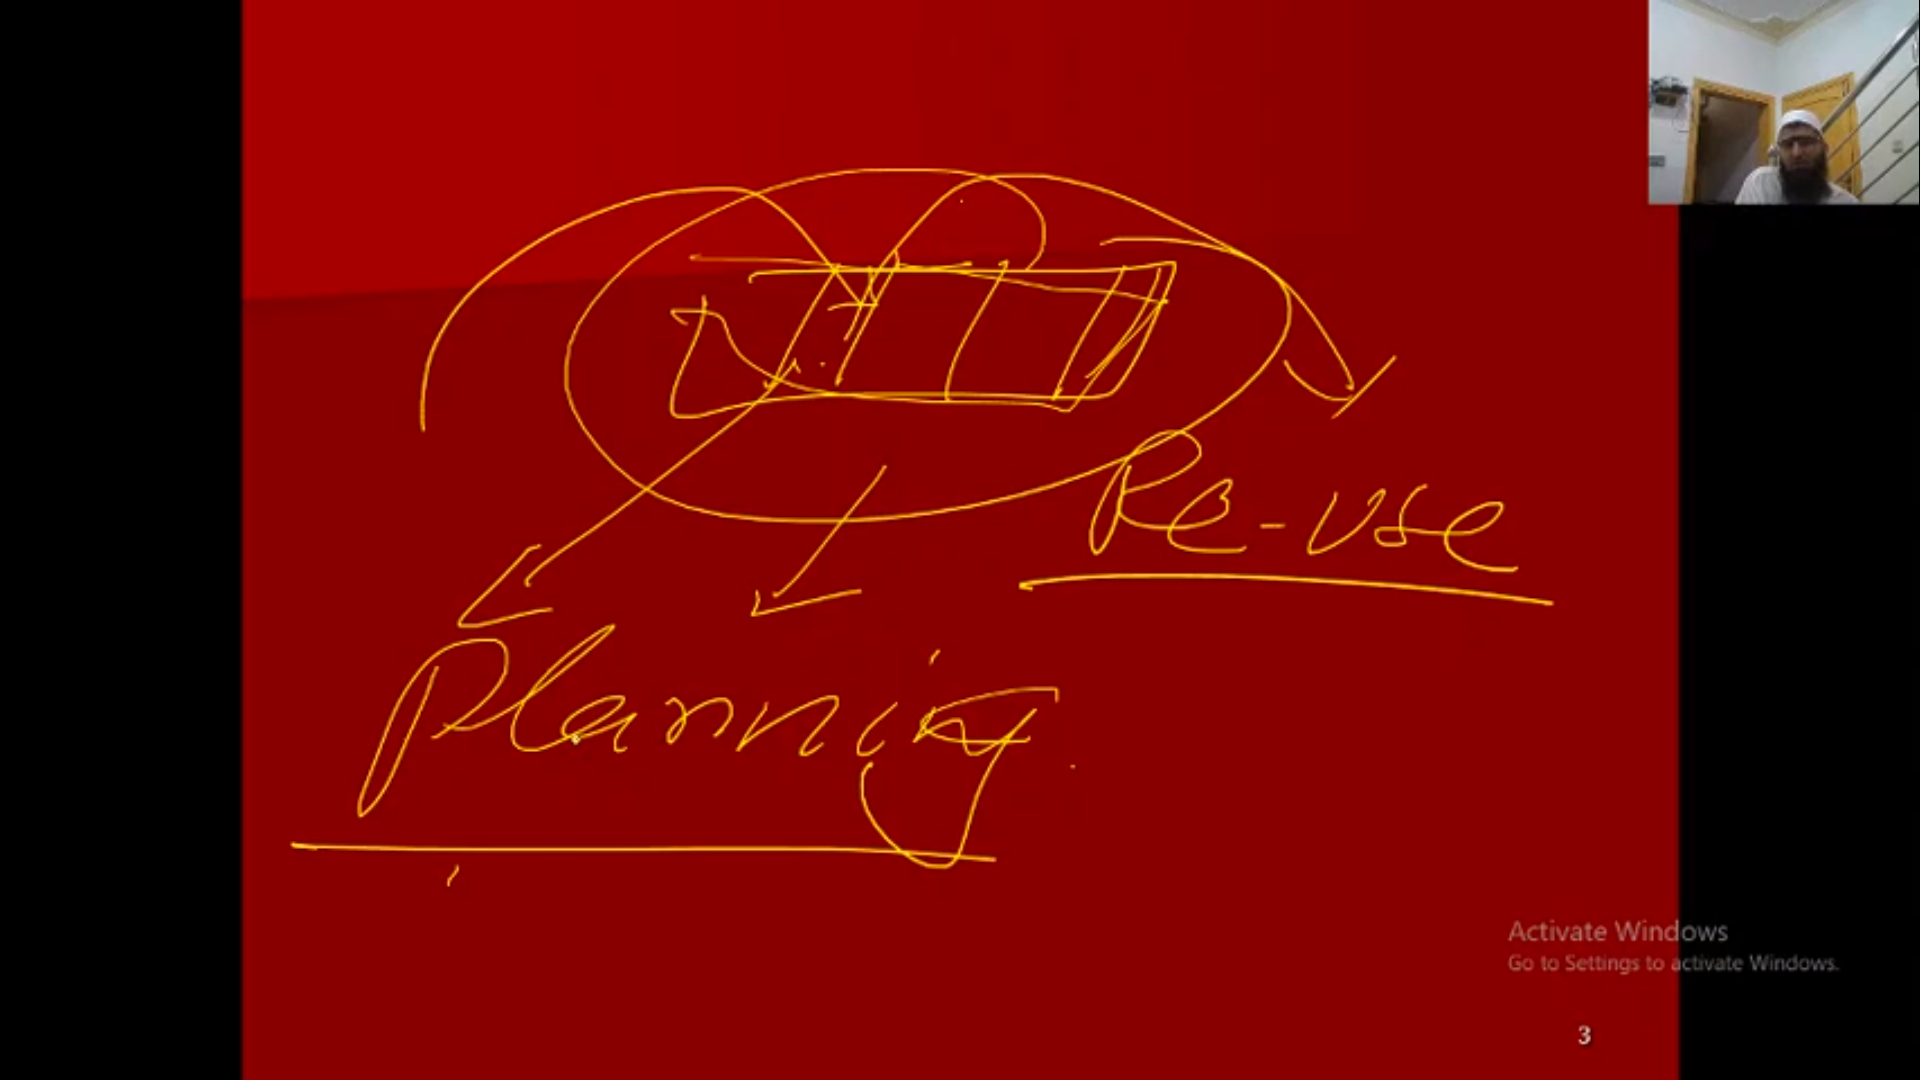 Re-use
planning
Activate Windows
Go to Settings to activate Windows.
3